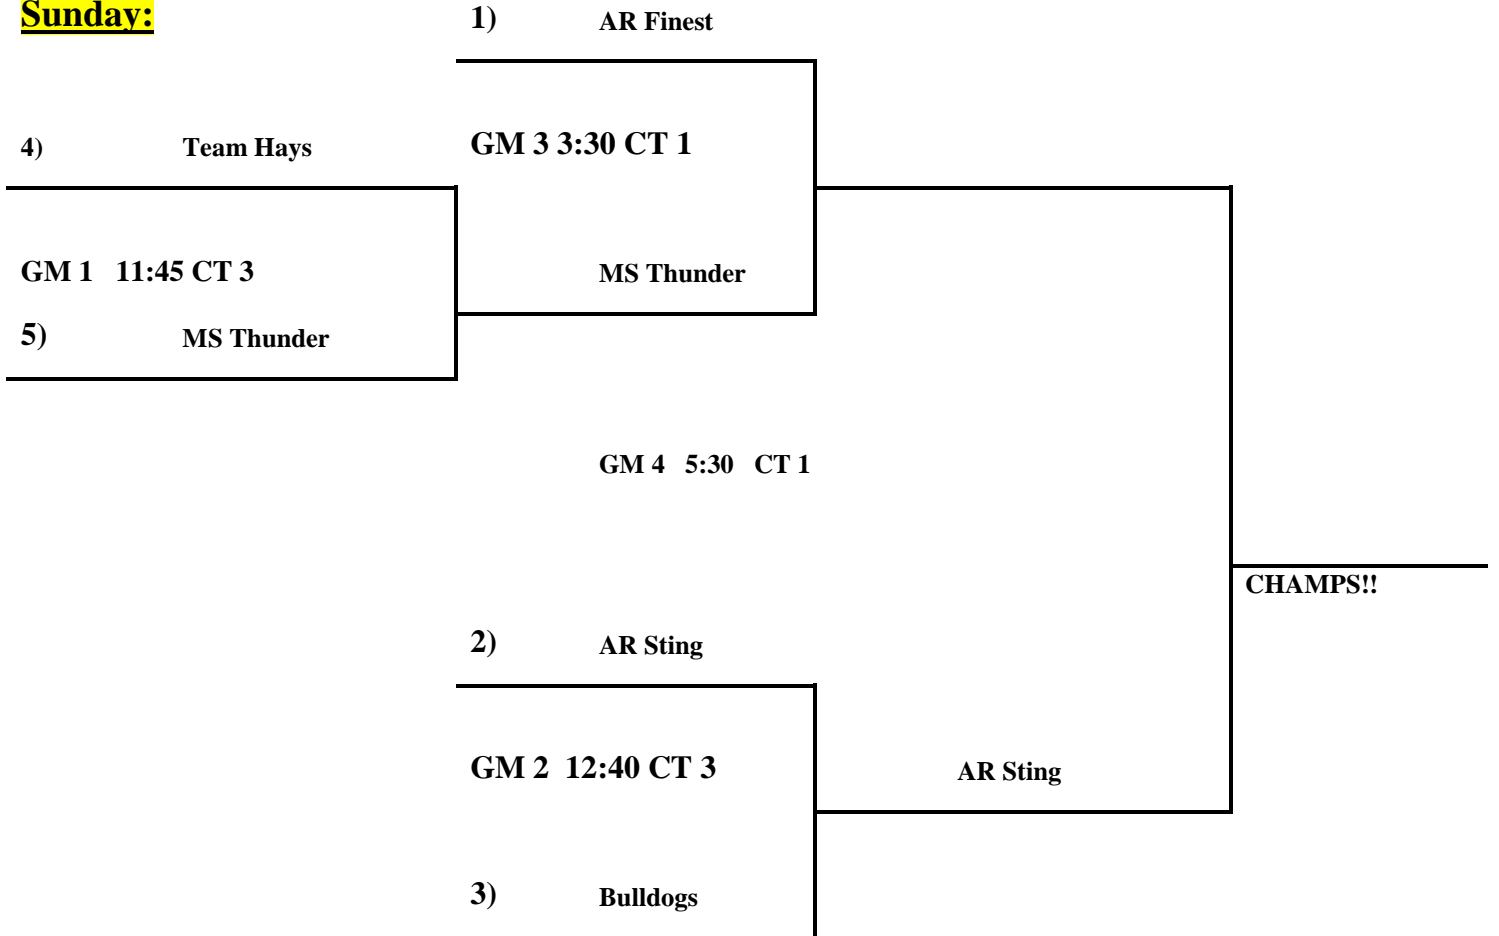 Sunday:
1) AR Finest
4) Team Hays
GM 3 3:30 CT 1
GM 1 11:45 CT 3
MS Thunder
5) MS Thunder
GM 4 5:30 CT 1
CHAMPS!!
2) AR Sting
GM 2 12:40 CT 3
AR Sting
3) Bulldogs